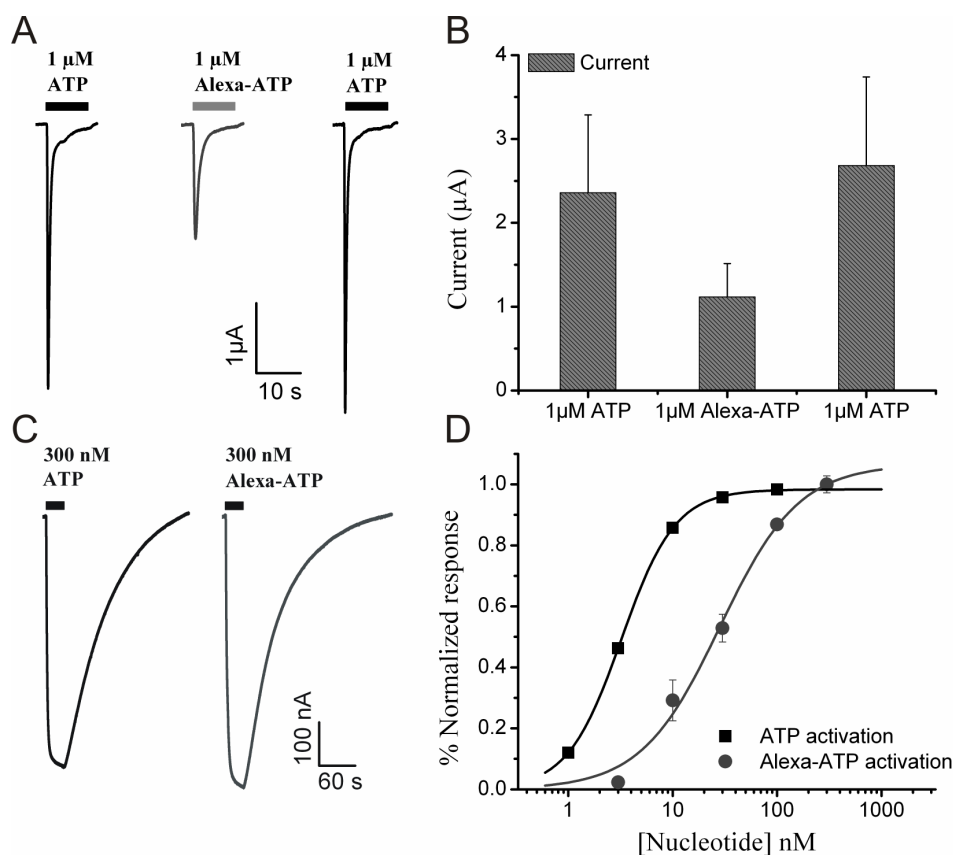 A
1 µM
ATP
1 µM
Alexa-ATP
1 µM
ATP
1µA
10 s
B
Current
Current (µA)
4
3
2
1
0
1µM ATP 1µM Alexa-ATP 1µM ATP
C
300 nM
ATP
300 nM
Alexa-ATP
100 nA
60 s
D
% Normalized response
1.0
0.8
0.6
0.4
0.2
0.0
ATP activation
Alexa-ATP activation
1 10 100 1000
[Nucleotide] nM